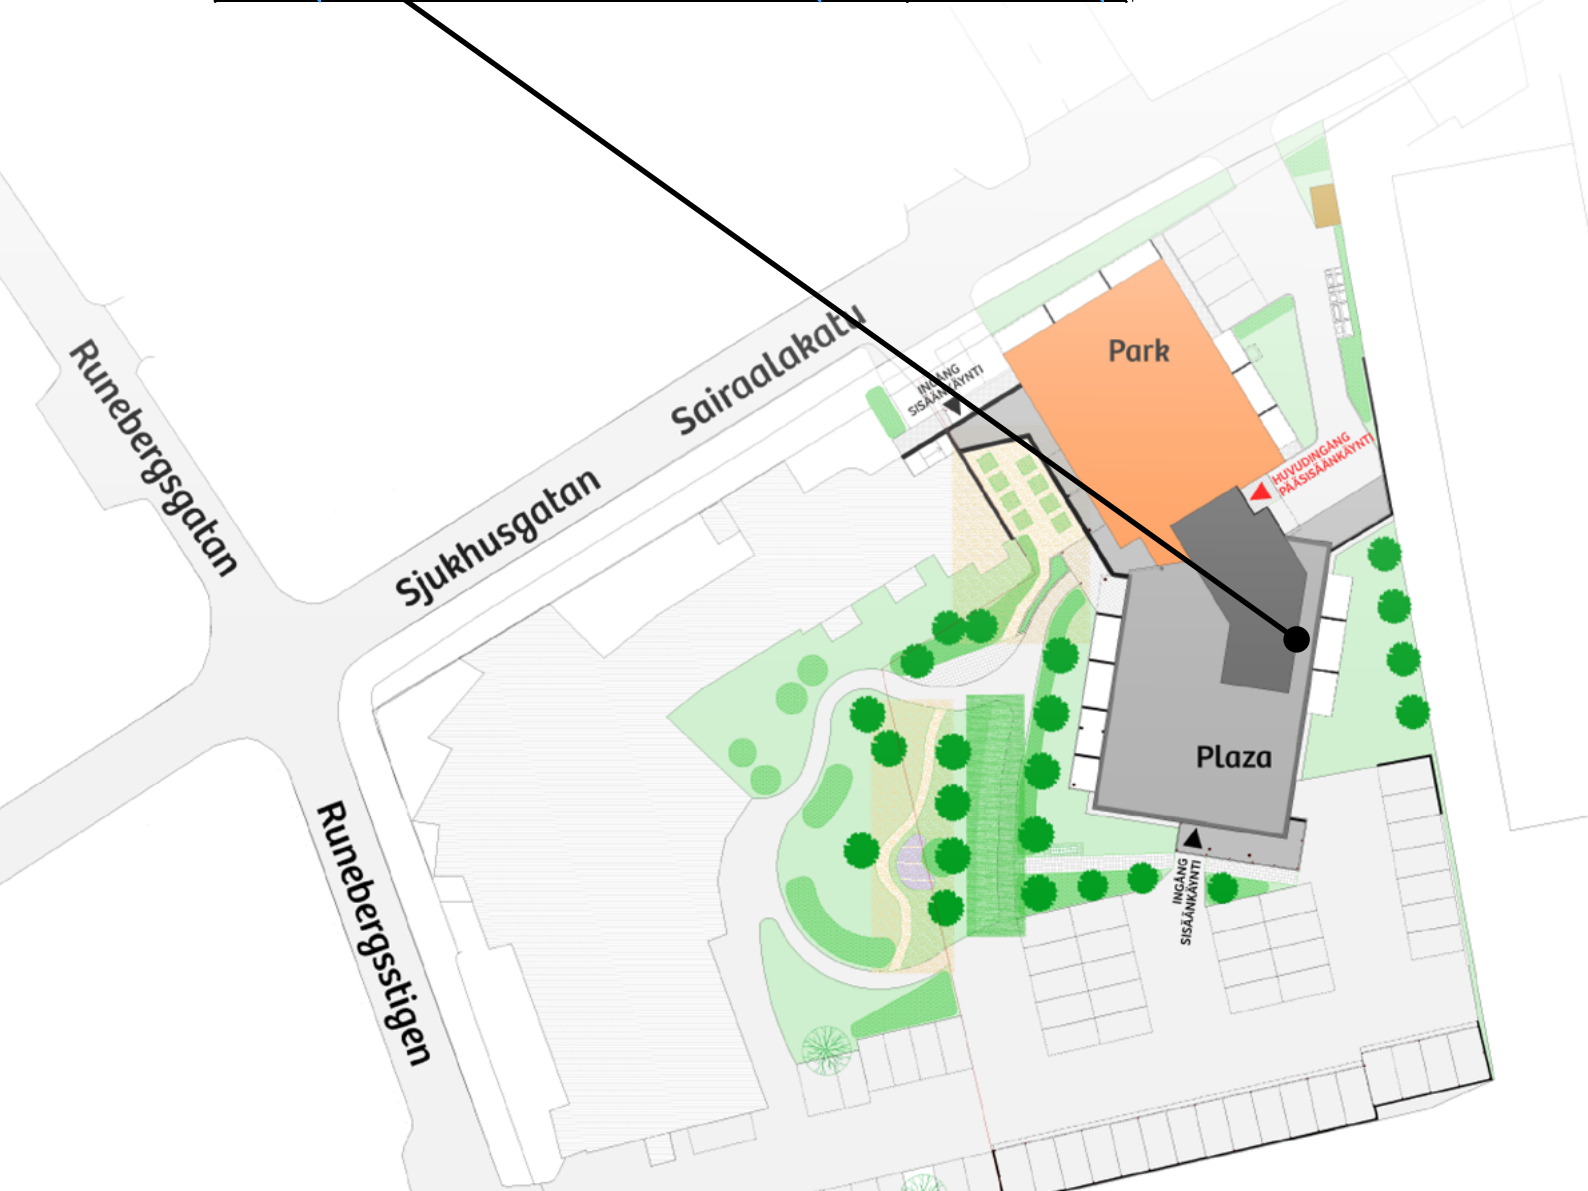 Sairaalakatu
Sjukhusgatan
Runebergsgatan
Runebergsstigen
INGÅNG
SISÄÄNKÄYNTI
Park
HUVUDINGÅNG
PÄÄSISÄÄNKÄYNTI
Plaza
INGÅNG
SISÄÄNKÄYNTI